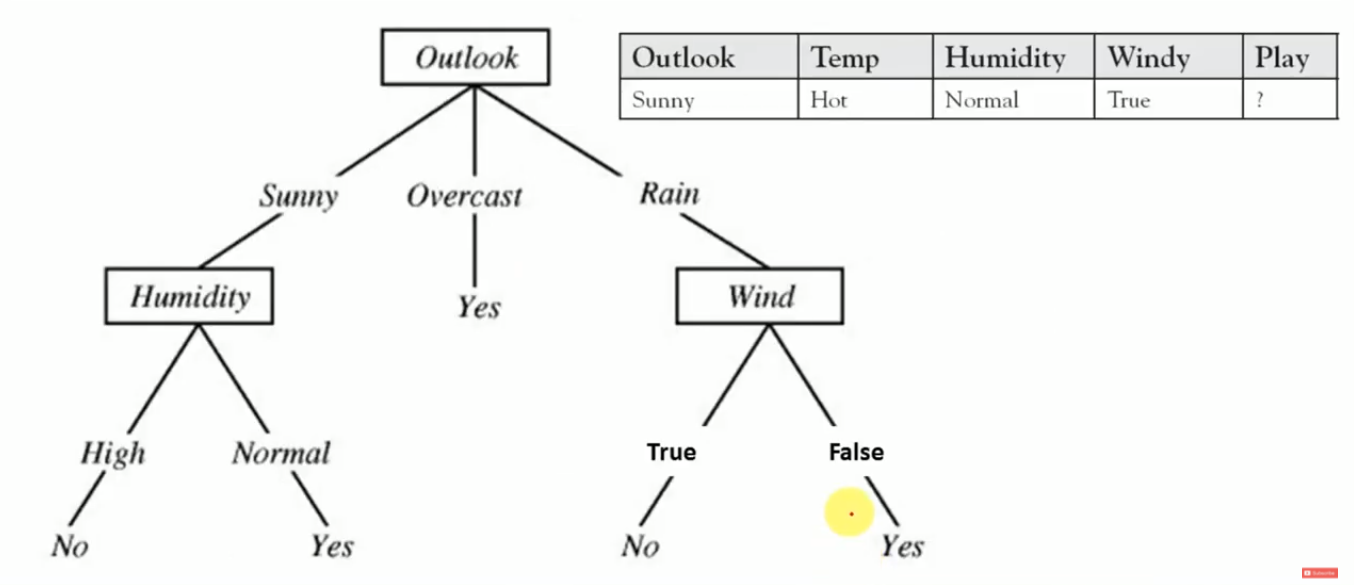 Outlook
Outlook Temp Humidity Windy Play
Sunny Hot Normal True ?
Sunny Overcast Rain
Humidity Yes Wind
High Normal True False
No Yes No Yes
Subscribe